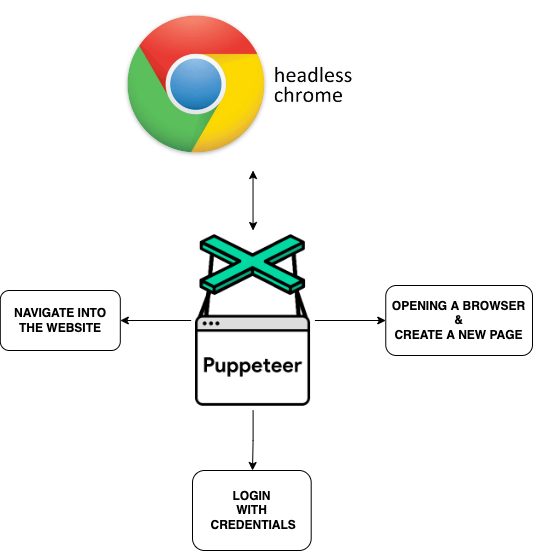 headless
chrome
NAVIGATE INTO
THE WEBSITE
Puppeteer
OPENING A BROWSER
&
CREATE A NEW PAGE
LOGIN
WITH
CREDENTIALS